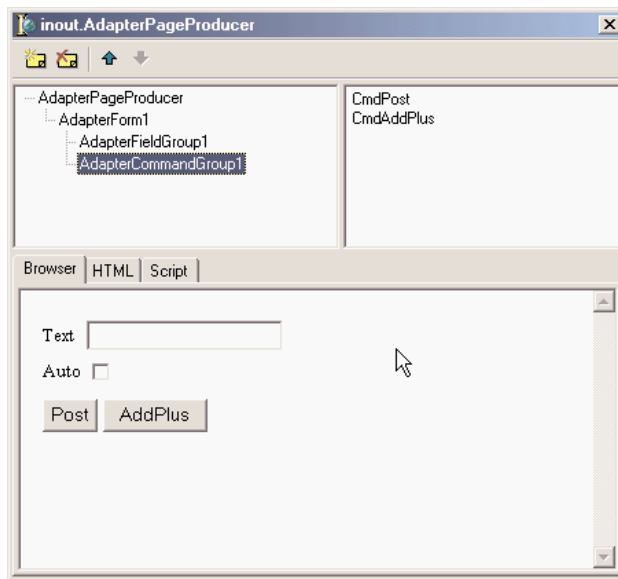 inout.AdapterPageProducer
AdapterPageProducer
AdapterForm1
AdapterFieldGroup1
AdapterCommandGroup1
CmdPost
CmdAddPlus
Browser HTML Script
Text
Auto
Post AddPlus